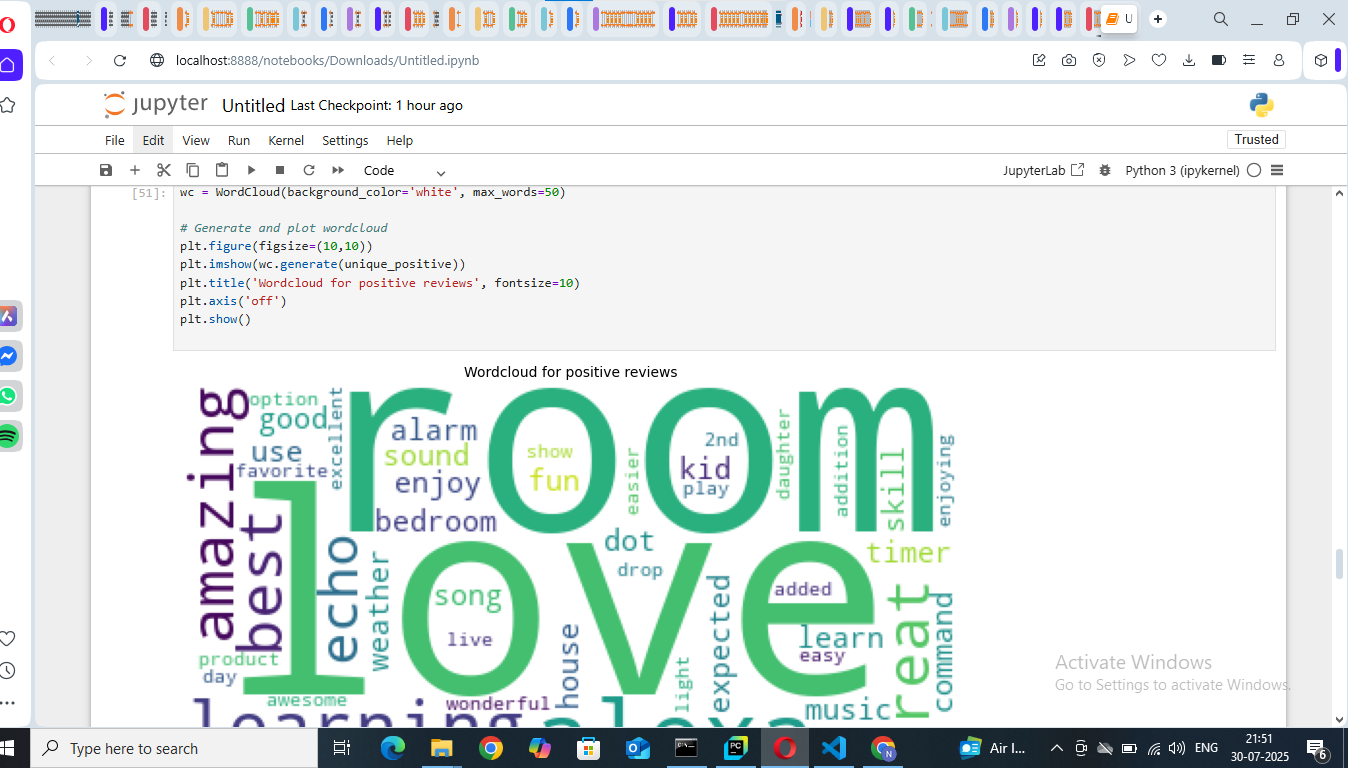 U
localhost:8888/notebooks/Downloads/Untitled.ipynb
jupyter Untitled Last Checkpoint: 1 hour ago
File Edit View Run Kernel Settings Help
Trusted
Code
JupyterLab
Python 3 (ipykernel)
[51]:
wc = WordCloud(background_color='white', max_words=50)
# Generate and plot wordcloud
plt.figure(figsize=(10,10))
plt.imshow(wc.generate(unique_positive))
plt.title('Wordcloud for positive reviews', fontsize=10)
plt.axis('off')
plt.show()
Wordcloud for positive reviews
amazing
option
good
excellent
use
favorite
room
alarm
sound
enjoy
bedroom
show
fun
easier
2nd
kid
play
daughter
addition
skill
enjoying
best
love
echo
weather
song
live
dot
drop
house
light
expected
added
learn
easy
timer
reat
command
product
day
awesome
wonderful
music
learning
alexa
Activate Windows
Go to Settings to activate Windows.
Type here to search
N
Air I...
ENG
21:51
30-07-2025
6